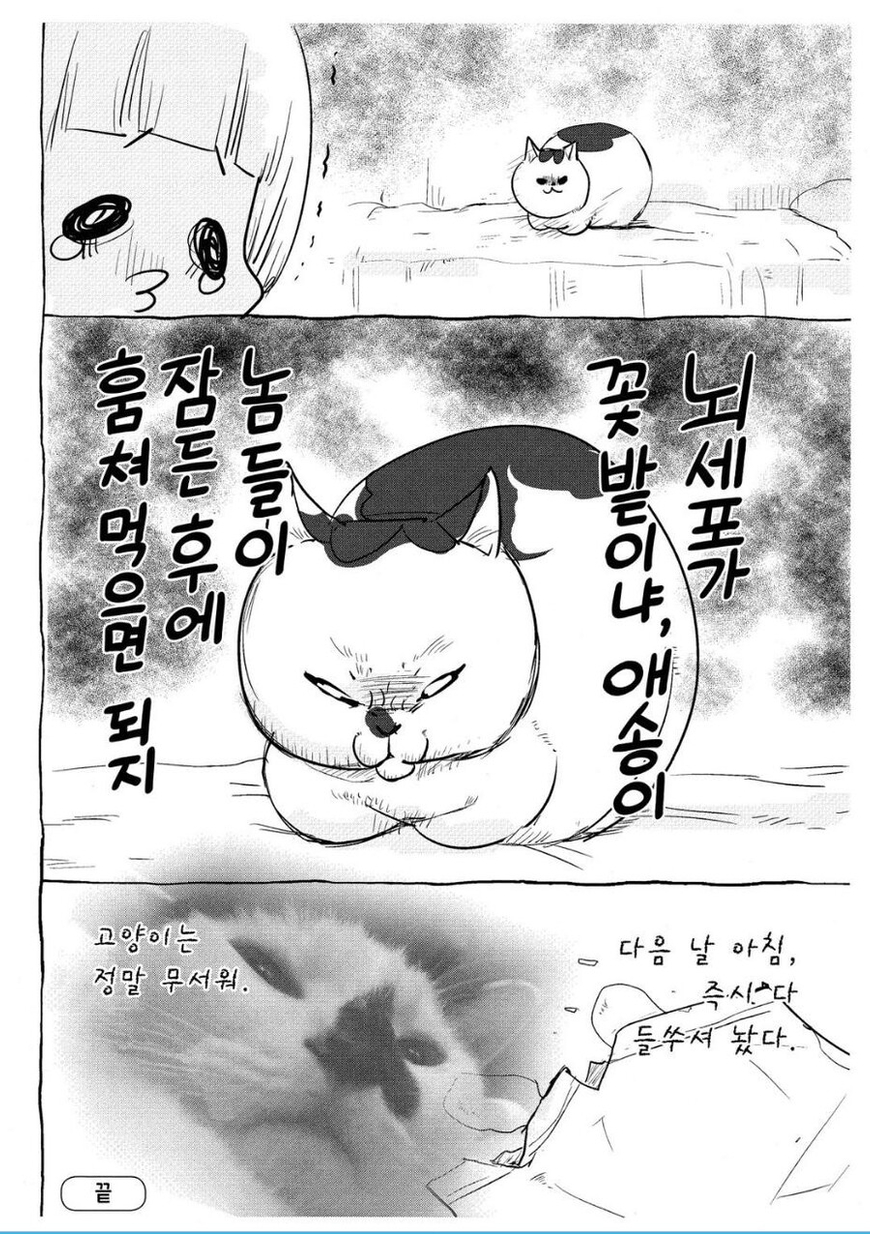 뇌세포가
꽃밭이냐, 애송이
놈들이
잠든 후에
훔쳐 먹으면 되지
다음 날 아침,
즉시 다
들쑤셔 놨다.
고양이는
정말 무서워.
끝